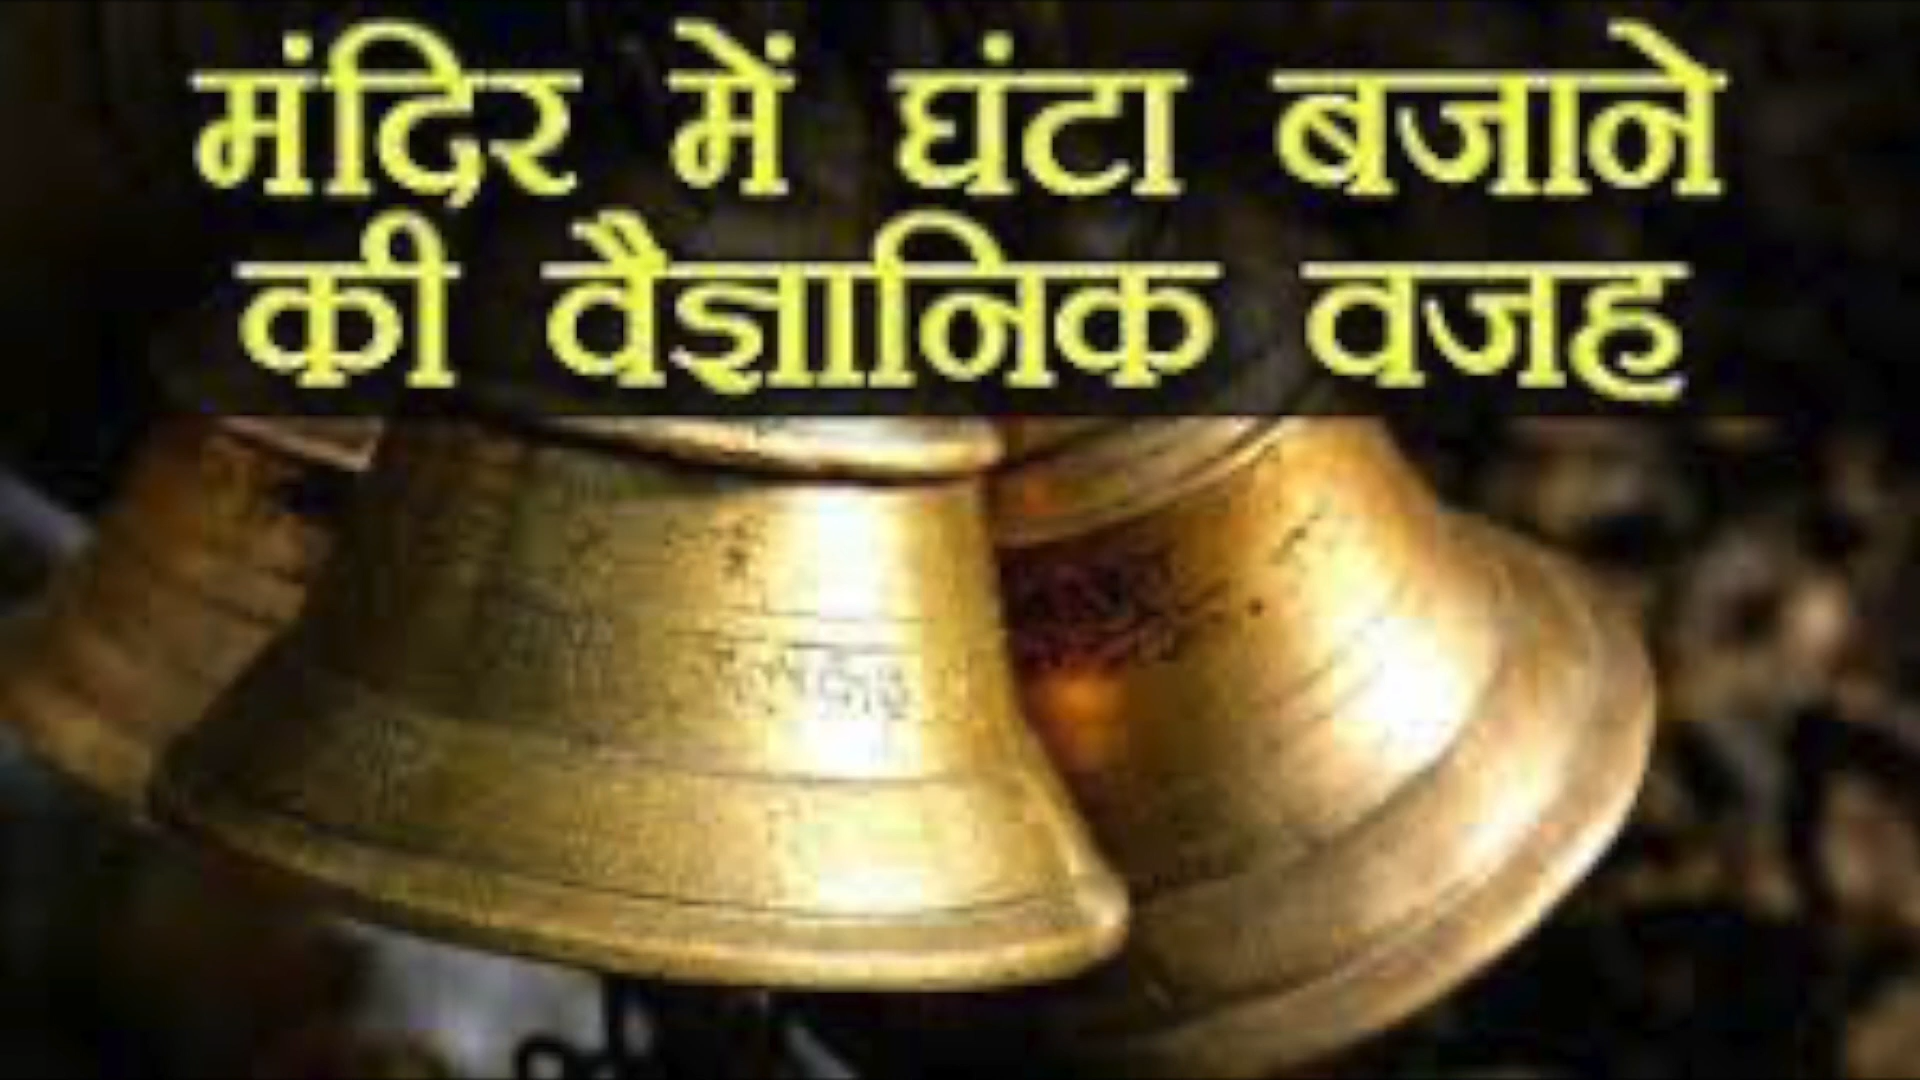 मंदिर में घंटा बजाने
की वैज्ञानिक वजह